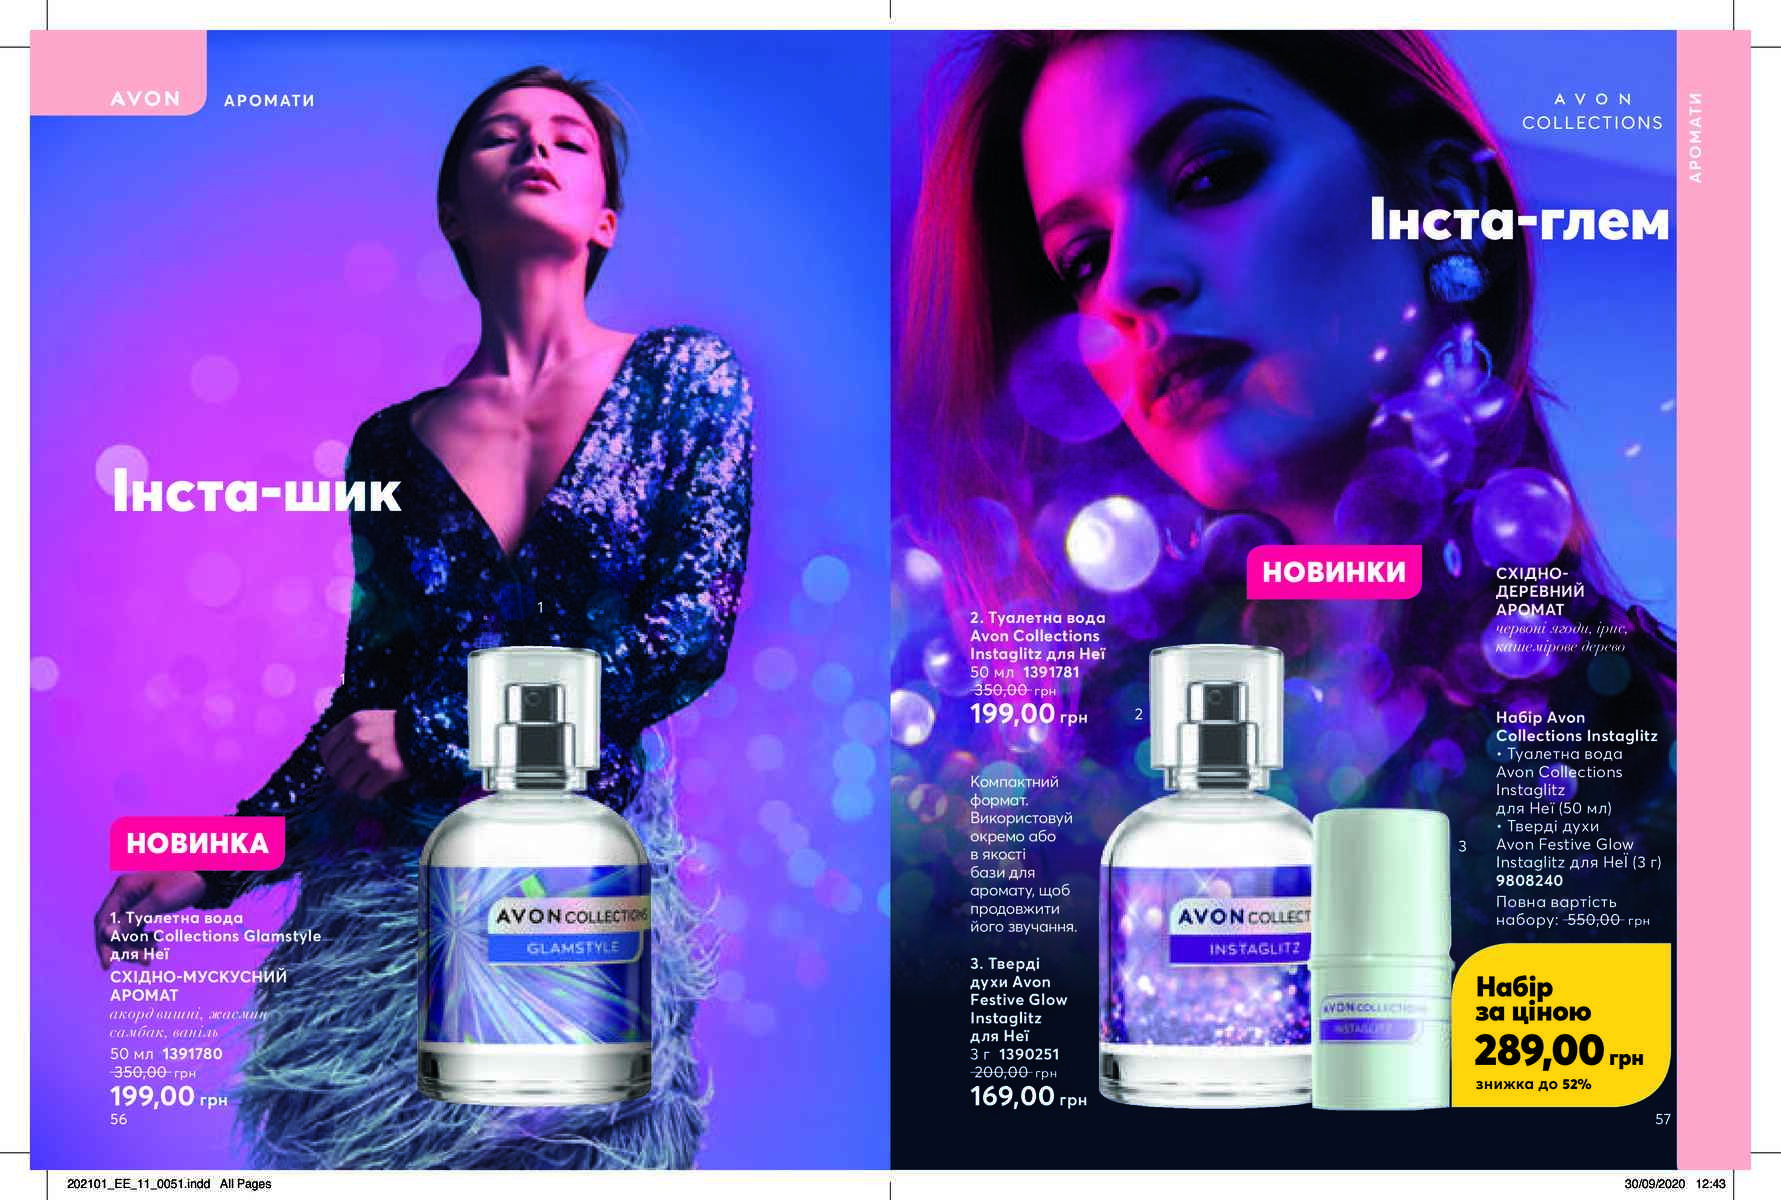 AVON
АРОМАТИ
Інста-шик
1
1
НОВИНКА
1. Туалетна вода
Avon Collections Glamstyle
для Неї
СХІДНО-МУСКУСНИЙ
АРОМАТ
акорд вишні, жасмин
самбак, ваніль
50 мл 1391780
350,00 грн
199,00 грн
56
AVON COLLECTIONS
GLAMSTYLE
AVON
COLLECTIONS
АРОМАТИ
Інста-глем
НОВИНКИ
2. Туалетна вода
Avon Collections
Instaglitz для Неї
50 мл 1391781
350,00 грн
199,00 грн
2
Компактний
формат.
Використовуй
окремо або
в якості
бази для
аромату, щоб
продовжити
його звучання.
3. Тверді
духи Avon
Festive Glow
Instaglitz
для Неї
3 г 1390251
200,00 грн
169,00 грн
AVON COLLECT
INSTAGLITZ
3
AVON COLLECTIONS
INSTAGLITZ
СХІДНО-
ДЕРЕВНИЙ
АРОМАТ
червоні ягоди, ірис,
кашемірове дерево
Набір Avon
Collections Instaglitz
• Туалетна вода
Avon Collections
Instaglitz
для Неї (50 мл)
• Тверді духи
Avon Festive Glow
Instaglitz для НеЇ (3 г)
9808240
Повна вартість
набору: 550,00 грн
Набір
за ціною
289,00 грн
знижка до 52%
57
202101_EE_11_0051.indd All Pages
30/09/2020 12:43